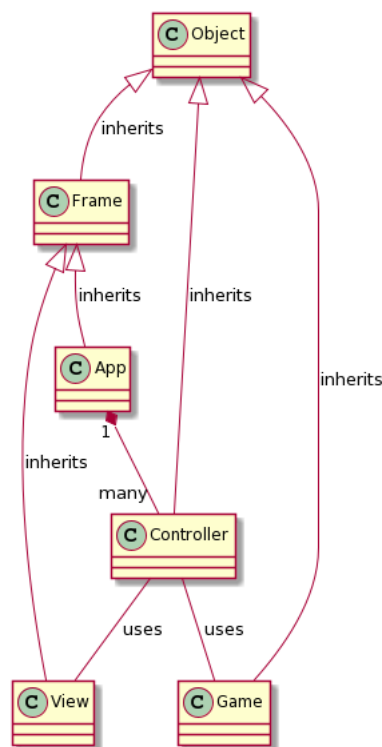 C Object
inherits
C Frame
inherits
inherits
C App
inherits
1
inherits
many
C Controller
uses
uses
C View
C Game